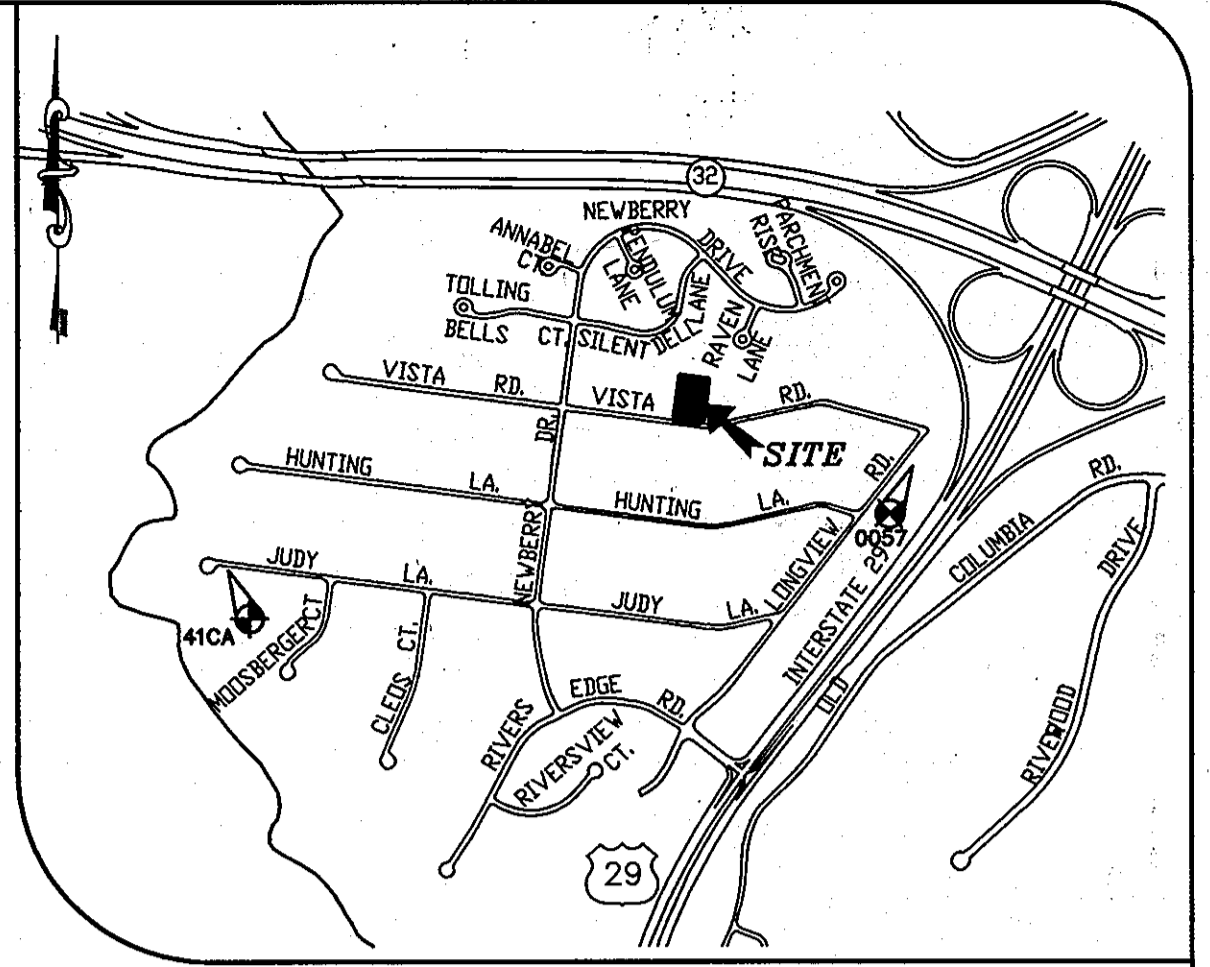 32
NEWBERRY
DRIVE
ANNABEL
CT.
PENDULUM
LANE
PARCHMENT
RISE
TOLLING
BELLS CT.
SILENT DELL LANE
RAVEN
LANE
VISTA RD.
VISTA RD.
SITE
DR.
HUNTING LA.
HUNTING LA.
RD.
0057
NEWBERRY
LONGVIEW
INTERSTATE 29
COLUMBIA
RD.
DRIVE
JUDY LA.
JUDY LA.
41CA
MOOSBERGER CT
CLEOS CT.
OLD
RIVERS
EDGE RD.
RIVERSVIEW
CT.
RIVERWOOD
29